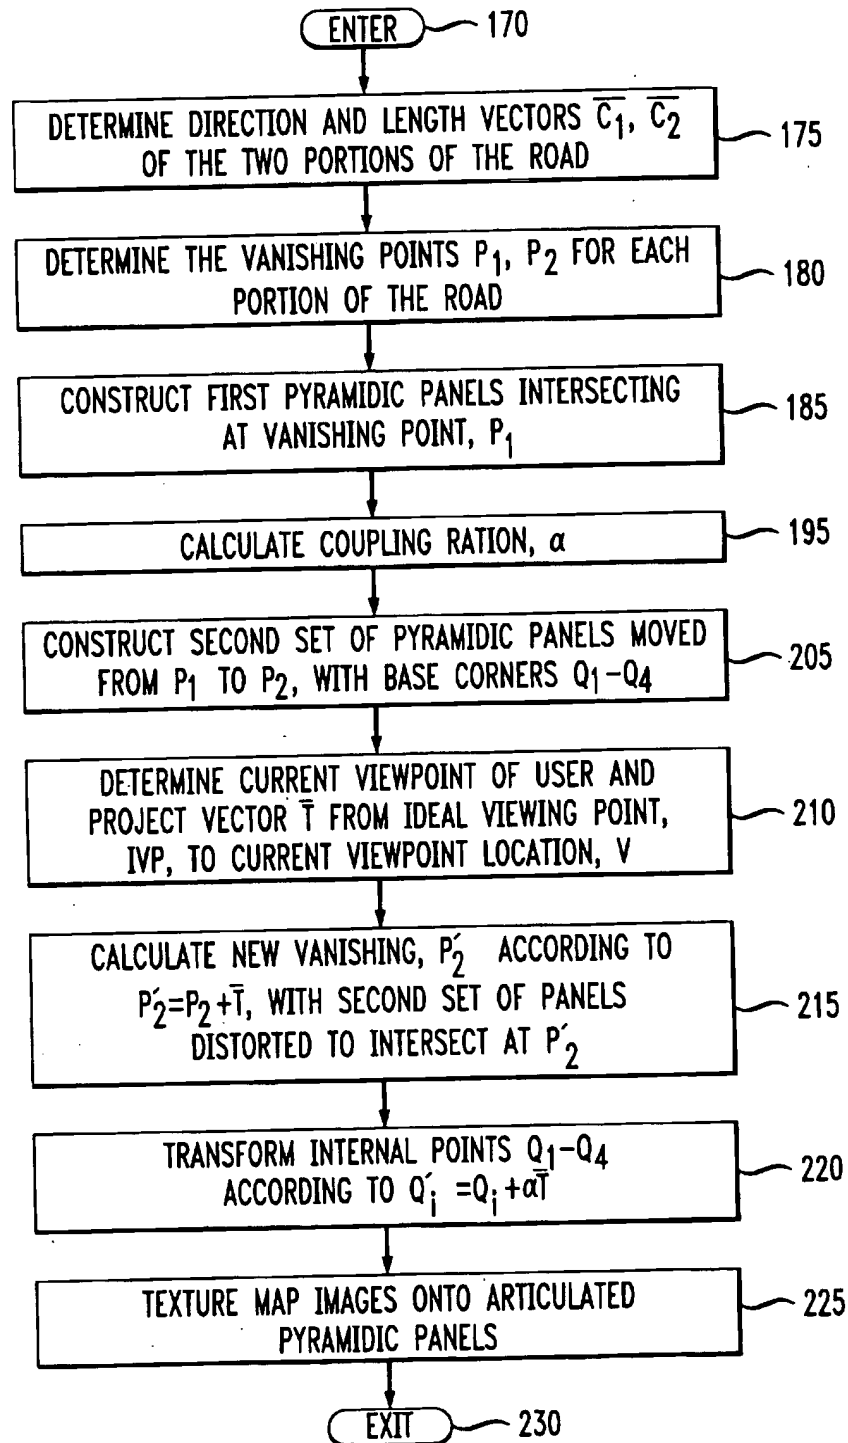 ENTER 170
DETERMINE DIRECTION AND LENGTH VECTORS C̅₁, C̅₂
OF THE TWO PORTIONS OF THE ROAD
175
DETERMINE THE VANISHING POINTS P₁, P₂ FOR EACH
PORTION OF THE ROAD
180
CONSTRUCT FIRST PYRAMIDIC PANELS INTERSECTING
AT VANISHING POINT, P₁
185
CALCULATE COUPLING RATION, α
195
CONSTRUCT SECOND SET OF PYRAMIDIC PANELS MOVED
FROM P₁ TO P₂, WITH BASE CORNERS Q₁-Q₄
205
DETERMINE CURRENT VIEWPOINT OF USER AND
PROJECT VECTOR T̅ FROM IDEAL VIEWING POINT,
IVP, TO CURRENT VIEWPOINT LOCATION, V
210
CALCULATE NEW VANISHING, P′₂ ACCORDING TO
P′₂=P₂+T̅, WITH SECOND SET OF PANELS
DISTORTED TO INTERSECT AT P′₂
215
TRANSFORM INTERNAL POINTS Q₁-Q₄
ACCORDING TO Q′ᵢ =Qᵢ+αT̅
220
TEXTURE MAP IMAGES ONTO ARTICULATED
PYRAMIDIC PANELS
225
EXIT 230